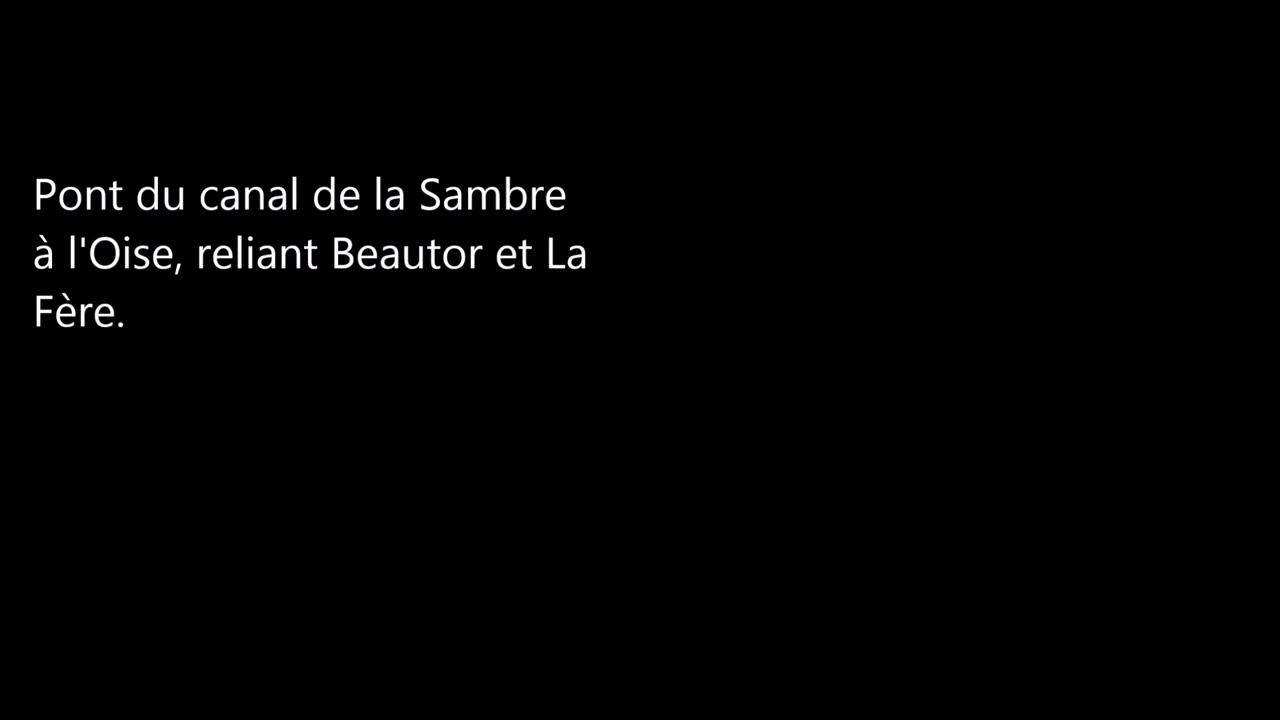 Pont du canal de la Sambre
à l'Oise, reliant Beautor et La
Fère.